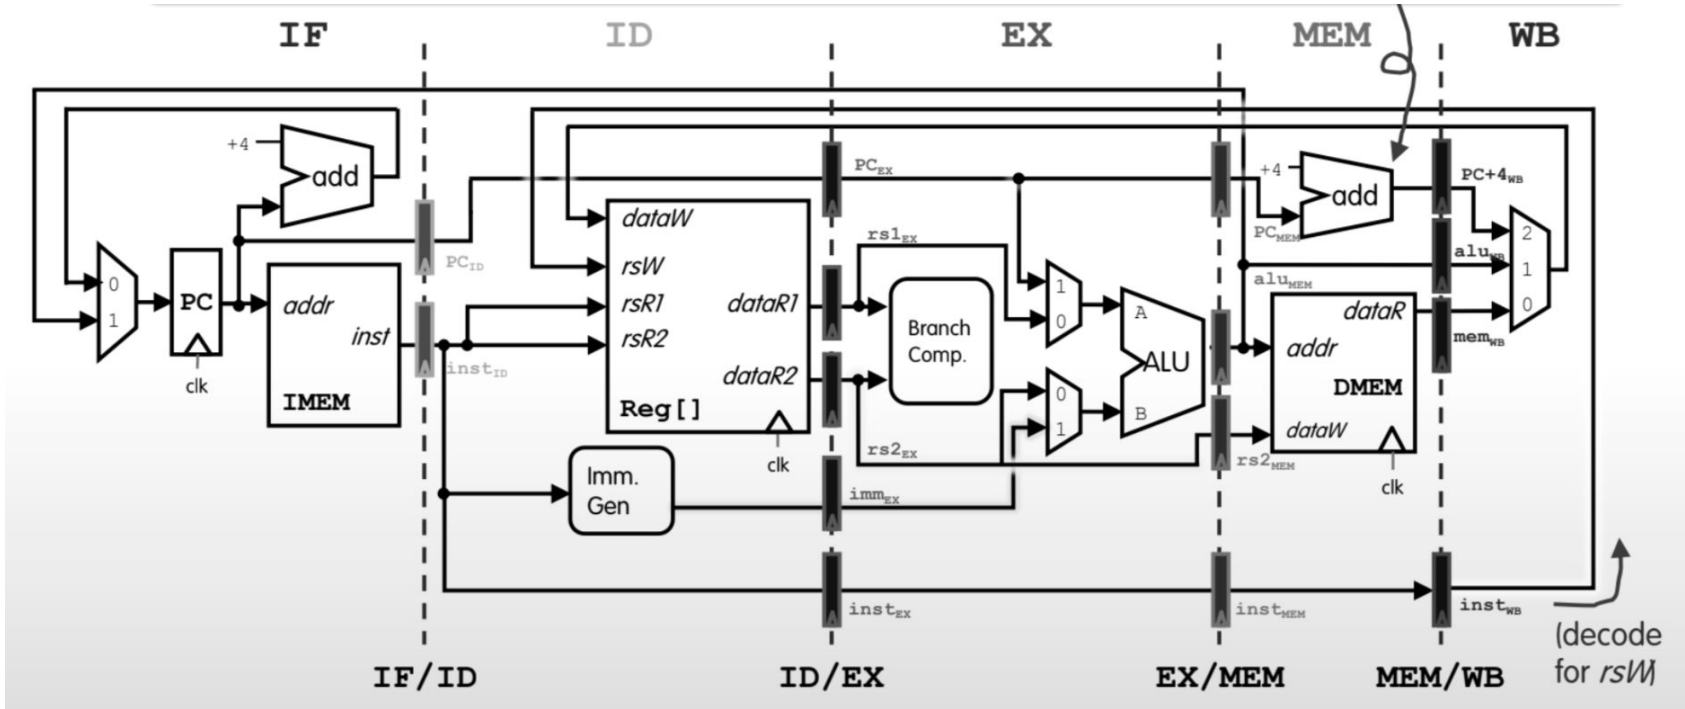 IF ID EX MEM WB
+4
add
0
1
PC
clk
addr
inst
IMEM
PC_ID
inst_ID
dataW
rsW
rsR1
rsR2
dataR1
dataR2
Reg[]
clk
Imm.
Gen
PC_EX
rs1_EX
Branch
Comp.
rs2_EX
imm_EX
inst_EX
1
0
0
1
A
ALU
B
+4
add
PC_MEM
alu_MEM
addr
dataR
DMEM
dataW
clk
rs2_MEM
inst_MEM
PC+4_WB
alu_WB
mem_WB
2
1
0
inst_WB
(decode
for rsW)
IF/ID ID/EX EX/MEM MEM/WB